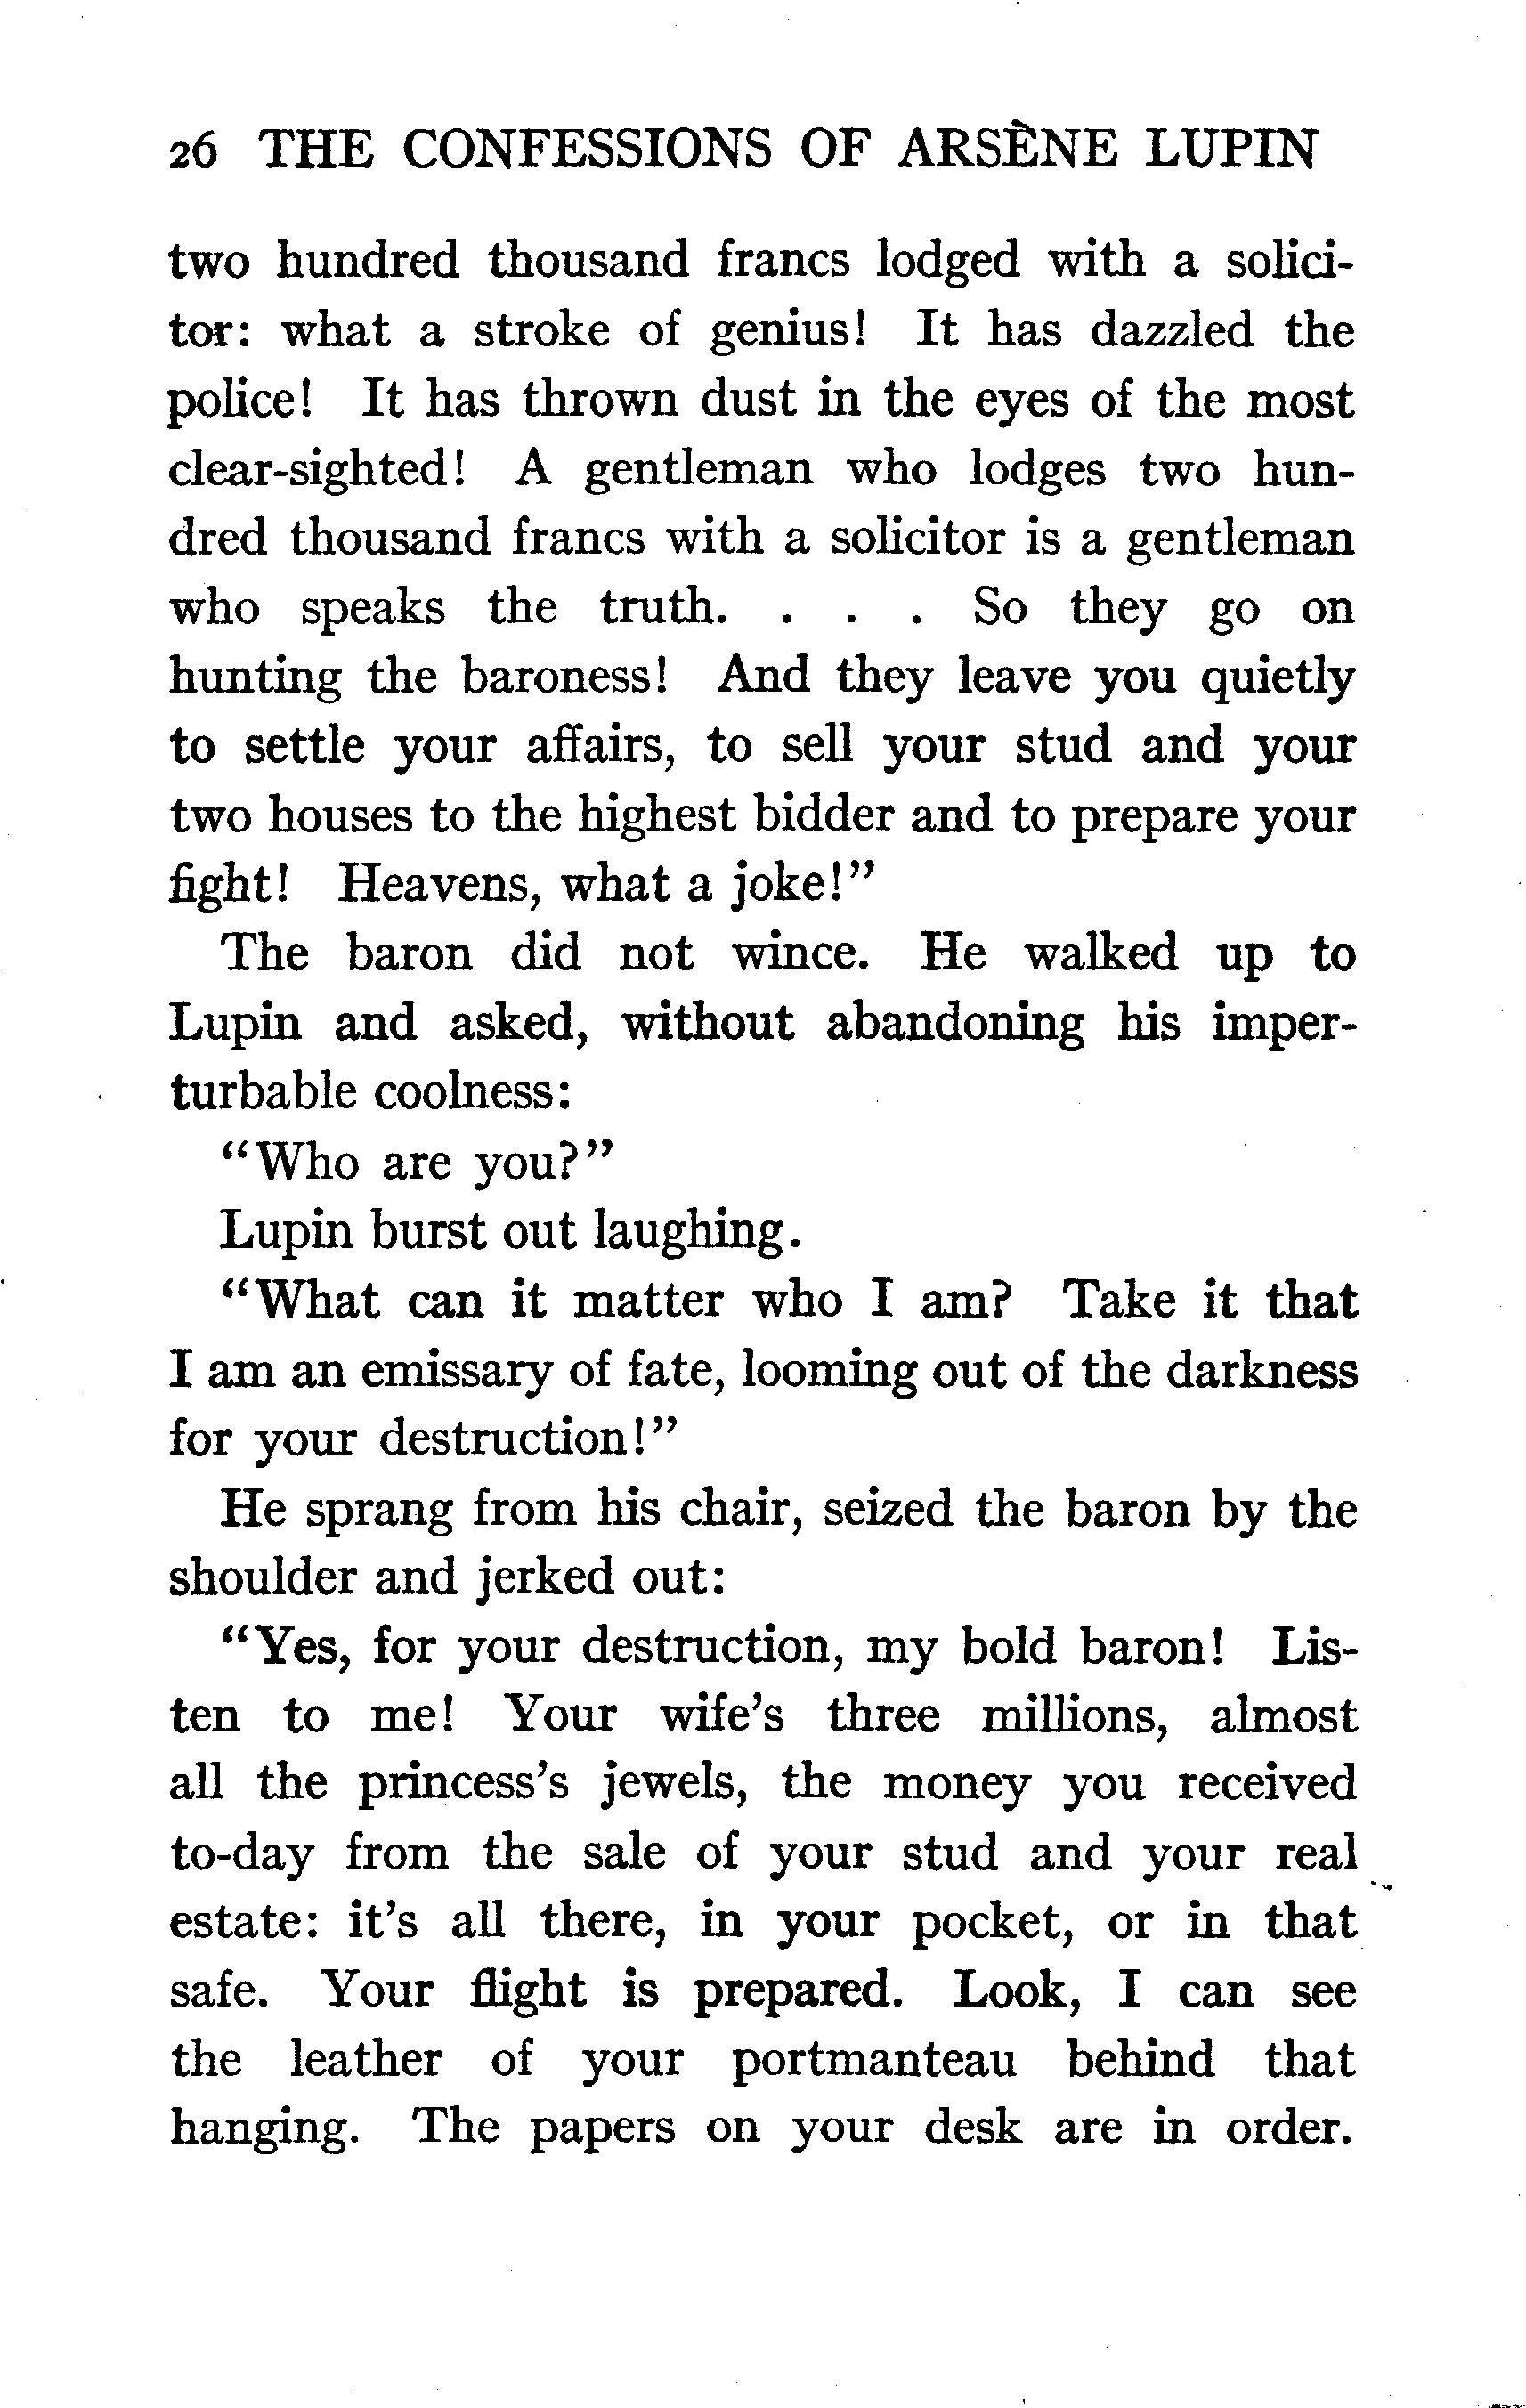 26 THE CONFESSIONS OF ARSÈNE LUPIN
two hundred thousand francs lodged with a solici-
tor: what a stroke of genius! It has dazzled the
police! It has thrown dust in the eyes of the most
clear-sighted! A gentleman who lodges two hun-
dred thousand francs with a solicitor is a gentleman
who speaks the truth. . . . So they go on
hunting the baroness! And they leave you quietly
to settle your affairs, to sell your stud and your
two houses to the highest bidder and to prepare your
fight! Heavens, what a joke!”
The baron did not wince. He walked up to
Lupin and asked, without abandoning his imper-
turbable coolness:
“Who are you?”
Lupin burst out laughing.
“What can it matter who I am? Take it that
I am an emissary of fate, looming out of the darkness
for your destruction!”
He sprang from his chair, seized the baron by the
shoulder and jerked out:
“Yes, for your destruction, my bold baron! Lis-
ten to me! Your wife’s three millions, almost
all the princess’s jewels, the money you received
to-day from the sale of your stud and your real
estate: it’s all there, in your pocket, or in that
safe. Your flight is prepared. Look, I can see
the leather of your portmanteau behind that
hanging. The papers on your desk are in order.